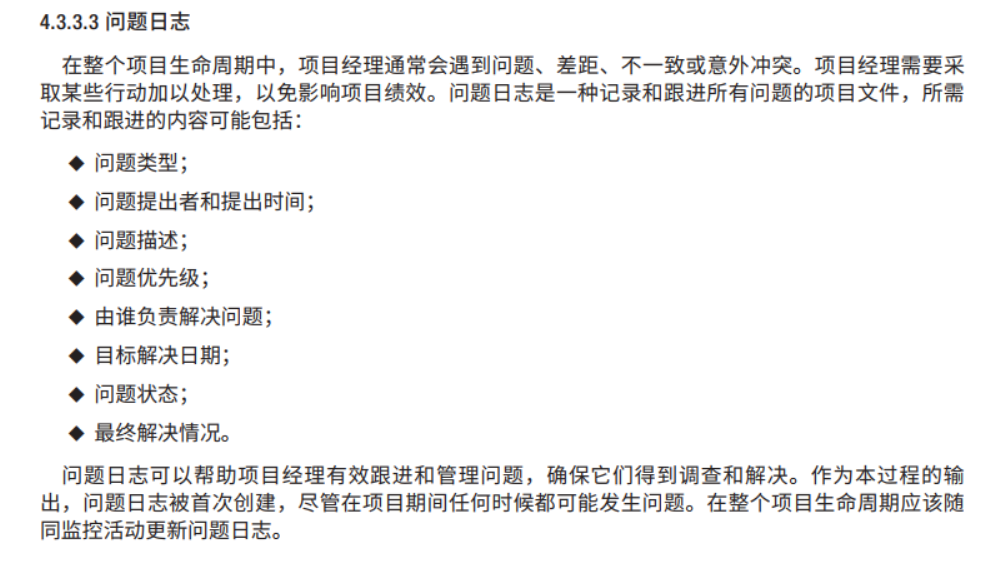 4.3.3.3 问题日志
在整个项目生命周期中，项目经理通常会遇到问题、差距、不一致或意外冲突。项目经理需要采
取某些行动加以处理，以免影响项目绩效。问题日志是一种记录和跟进所有问题的项目文件，所需
记录和跟进的内容可能包括：
◆ 问题类型；
◆ 问题提出者和提出时间；
◆ 问题描述；
◆ 问题优先级；
◆ 由谁负责解决问题；
◆ 目标解决日期；
◆ 问题状态；
◆ 最终解决情况。
问题日志可以帮助项目经理有效跟进和管理问题，确保它们得到调查和解决。作为本过程的输
出，问题日志被首次创建，尽管在项目期间任何时候都可能发生问题。在整个项目生命周期应该随
同监控活动更新问题日志。